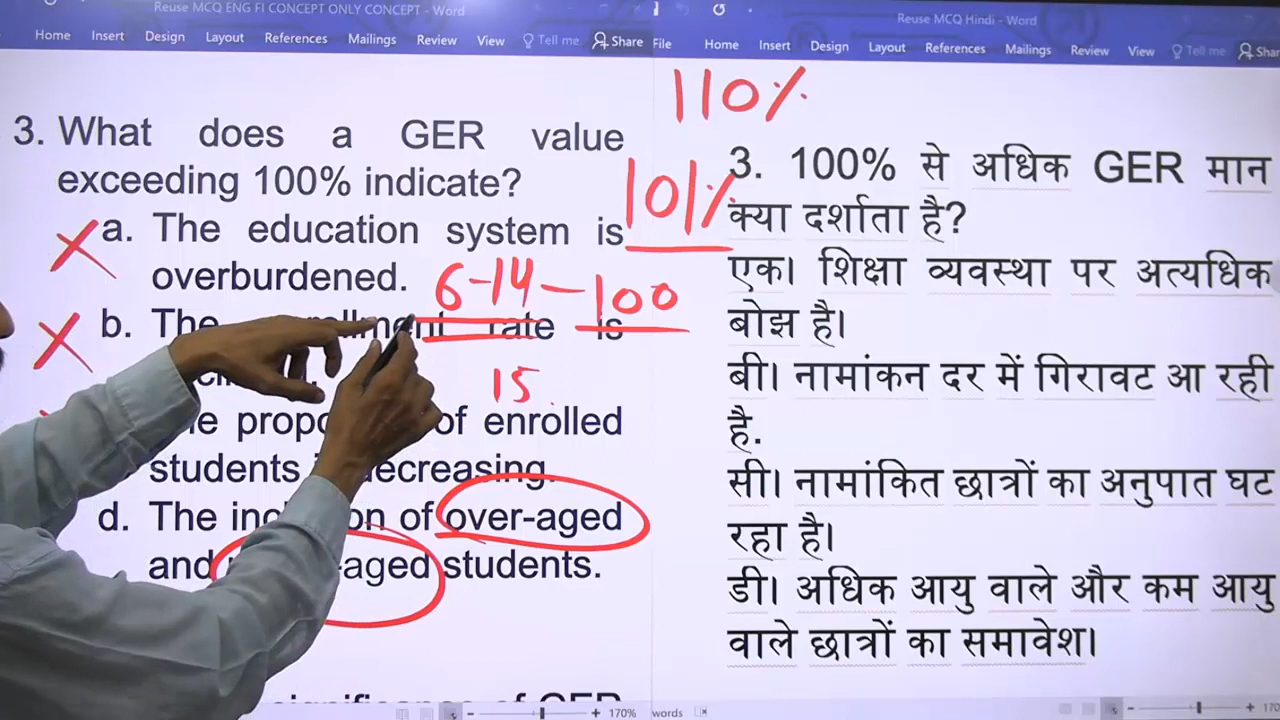 Reuse MCQ ENG FI CONCEPT ONLY CONCEPT - Word
Home Insert Design Layout References Mailings Review View Tell me Share
Reuse MCQ Hindi - Word
File Home Insert Design Layout References Mailings Review View Tell me Shar
110%
3. What does a GER value
exceeding 100% indicate?
101%
a. The education system is
overburdened.
6-14-100
b. The rate is
15
of enrolled
students decreasing.
d. The of over-aged
and students.
GER
170% words
3. 100% से अधिक GER मान
क्या दर्शाता है?
एक। शिक्षा व्यवस्था पर अत्यधिक
बोझ है।
बी। नामांकन दर में गिरावट आ रही
है.
सी। नामांकित छात्रों का अनुपात घट
रहा है।
डी। अधिक आयु वाले और कम आयु
वाले छात्रों का समावेश।